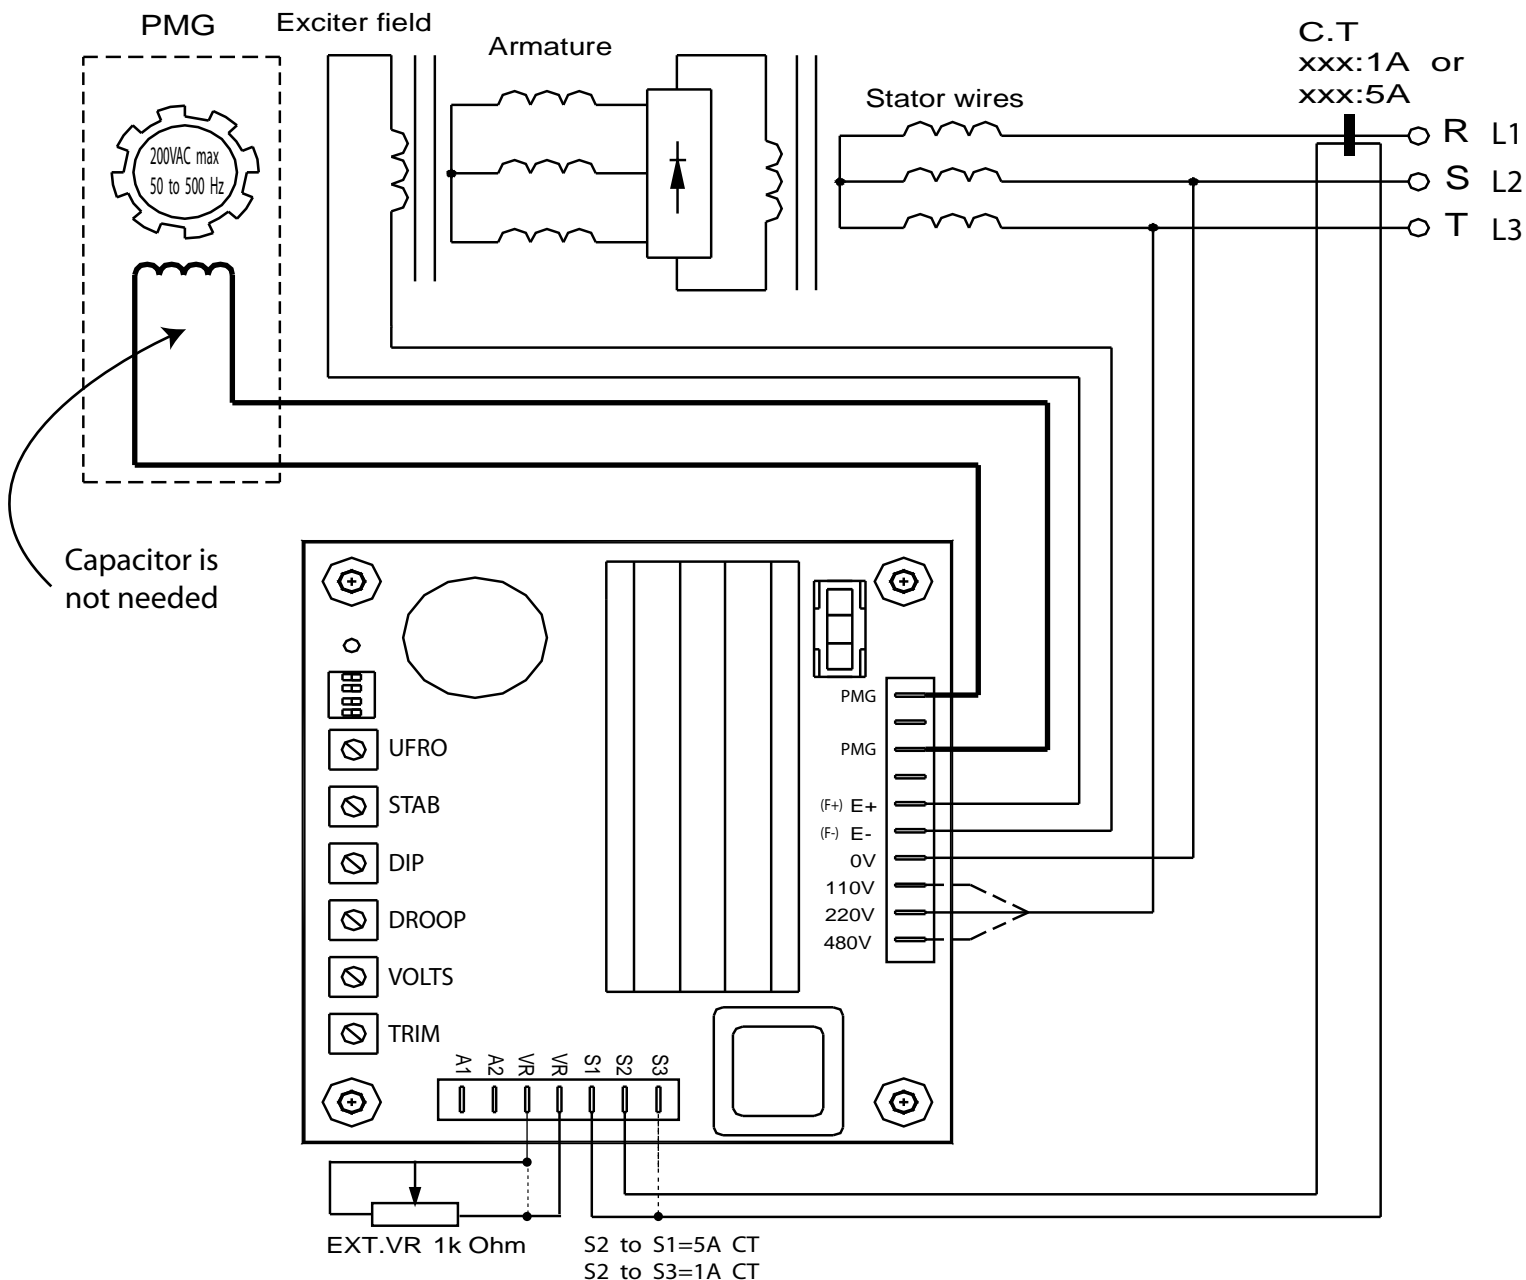 PMG
Exciter field
Armature
Stator wires
C.T
xxx:1A or
xxx:5A
200VAC max
50 to 500 Hz
R L1
S L2
T L3
Capacitor is
not needed
PMG
PMG
(F+) E+
(F-) E-
0V
110V
220V
480V
UFRO
STAB
DIP
DROOP
VOLTS
TRIM
A1 A2 VR VR S1 S2 S3
EXT.VR 1k Ohm
S2 to S1=5A CT
S2 to S3=1A CT